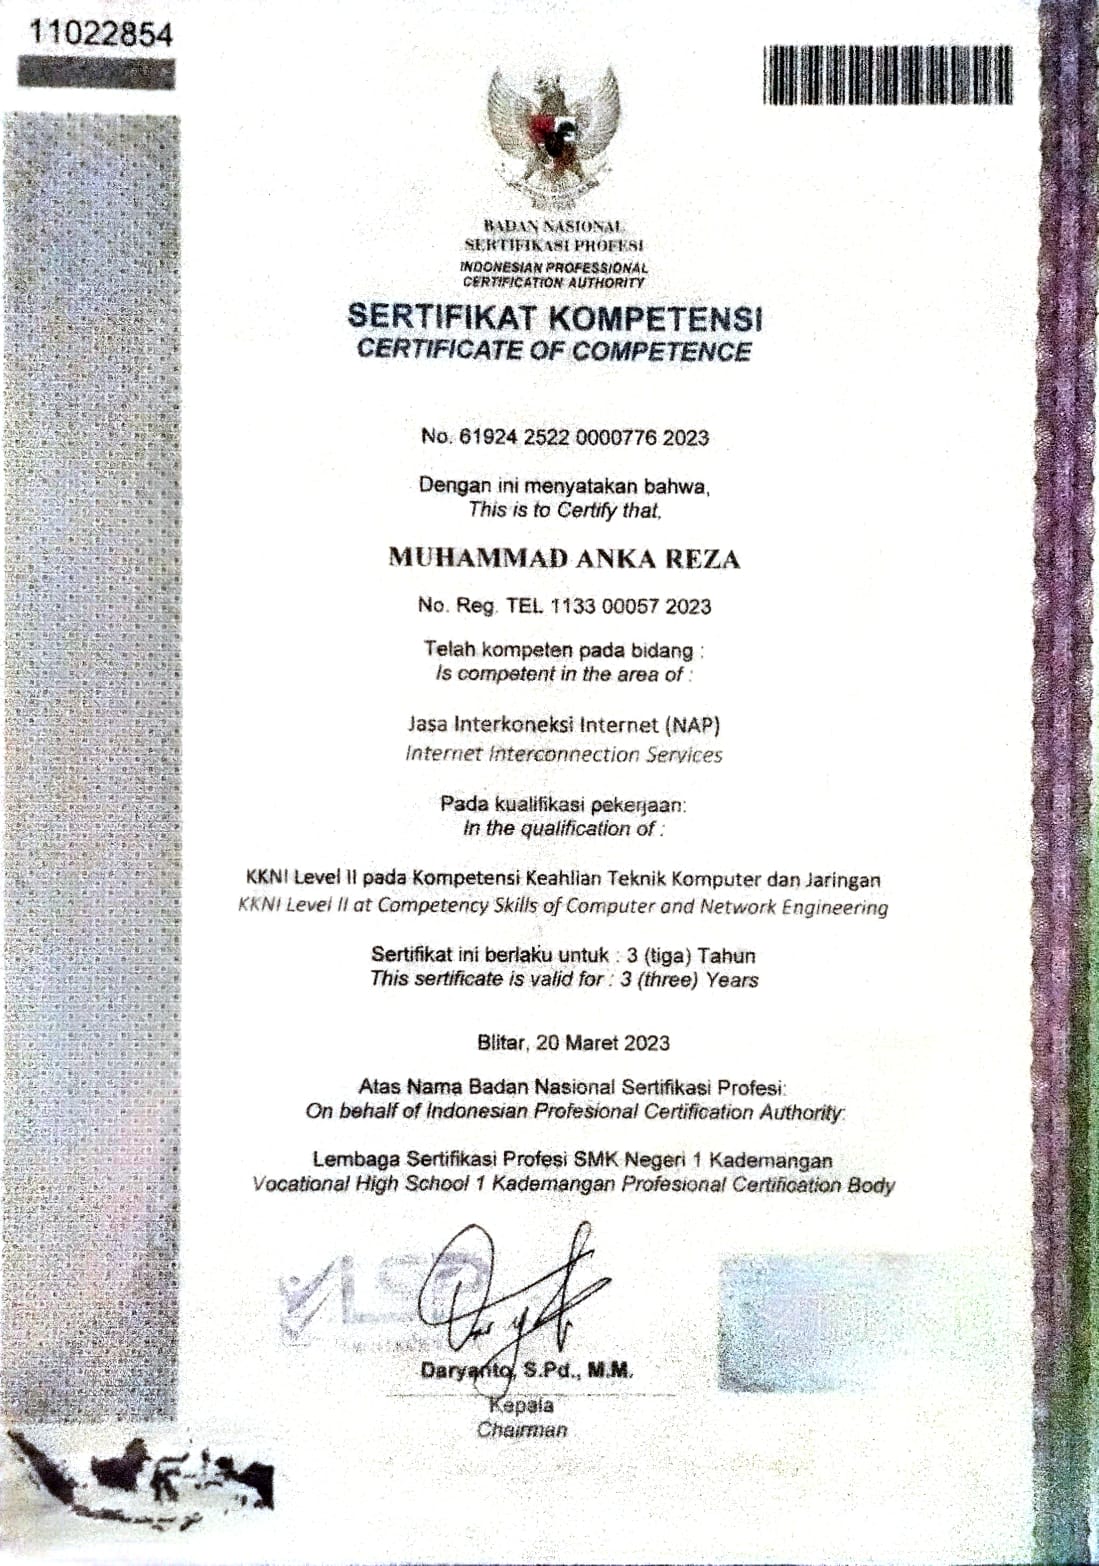 11022854
BADAN NASIONAL
SERTIFIKASI PROFESI
INDONESIAN PROFESSIONAL
CERTIFICATION AUTHORITY
SERTIFIKAT KOMPETENSI
CERTIFICATE OF COMPETENCE
No. 61924 2522 0000776 2023
Dengan ini menyatakan bahwa,
This is to Certify that,
MUHAMMAD ANKA REZA
No. Reg. TEL 1133 00057 2023
Telah kompeten pada bidang :
Is competent in the area of :
Jasa Interkoneksi Internet (NAP)
Internet Interconnection Services
Pada kualifikasi pekerjaan:
In the qualification of :
KKNI Level II pada Kompetensi Keahlian Teknik Komputer dan Jaringan
KKNI Level II at Competency Skills of Computer and Network Engineering
Sertifikat ini berlaku untuk : 3 (tiga) Tahun
This sertificate is valid for : 3 (three) Years
Blitar, 20 Maret 2023
Atas Nama Badan Nasional Sertifikasi Profesi:
On behalf of Indonesian Profesional Certification Authority:
Lembaga Sertifikasi Profesi SMK Negeri 1 Kademangan
Vocational High School 1 Kademangan Profesional Certification Body
LSP
Daryanto, S.Pd., M.M.
Kepala
Chairman